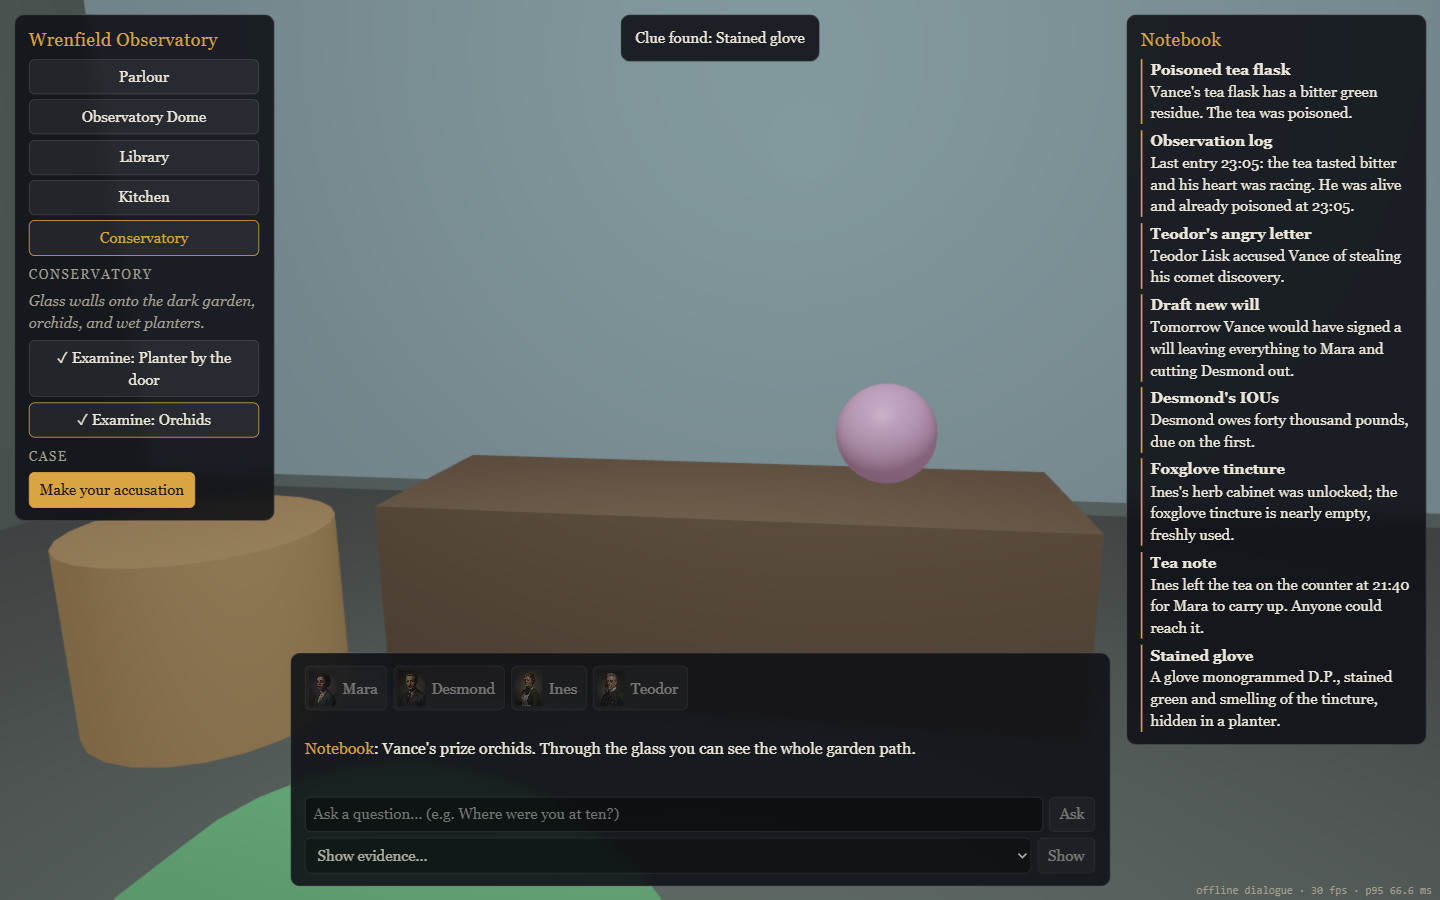 Wrenfield Observatory
Parlour
Observatory Dome
Library
Kitchen
Conservatory
CONSERVATORY
Glass walls onto the dark garden,
orchids, and wet planters.
✓ Examine: Planter by the
door
✓ Examine: Orchids
CASE
Make your accusation
Clue found: Stained glove
Notebook
Poisoned tea flask
Vance's tea flask has a bitter green
residue. The tea was poisoned.
Observation log
Last entry 23:05: the tea tasted bitter
and his heart was racing. He was alive
and already poisoned at 23:05.
Teodor's angry letter
Teodor Lisk accused Vance of stealing
his comet discovery.
Draft new will
Tomorrow Vance would have signed a
will leaving everything to Mara and
cutting Desmond out.
Desmond's IOUs
Desmond owes forty thousand pounds,
due on the first.
Foxglove tincture
Ines's herb cabinet was unlocked; the
foxglove tincture is nearly empty,
freshly used.
Tea note
Ines left the tea on the counter at 21:40
for Mara to carry up. Anyone could
reach it.
Stained glove
A glove monogrammed D.P., stained
green and smelling of the tincture,
hidden in a planter.
Mara
Desmond
Ines
Teodor
Notebook: Vance's prize orchids. Through the glass you can see the whole garden path.
Ask a question... (e.g. Where were you at ten?)
Ask
Show evidence...
Show
offline dialogue · 30 fps · p95 66.6 ms